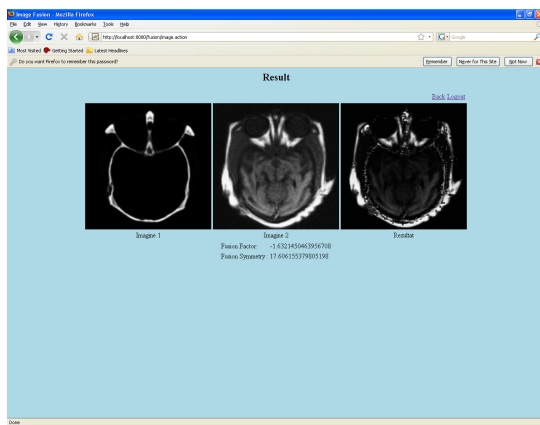 Image Fusion - Mozilla Firefox
File Edit View History Bookmarks Tools Help
http://localhost:8080/fusion/image.action
Google
Most Visited Getting Started Latest Headlines
Do you want Firefox to remember this password?
Remember Never for This Site Not Now
Result
Back Logout
Imagine 1 Imagine 2 Rezultat
Fusion Factor: -1.6321450463956708
Fusion Symmetry : 17.606155379805198
Done